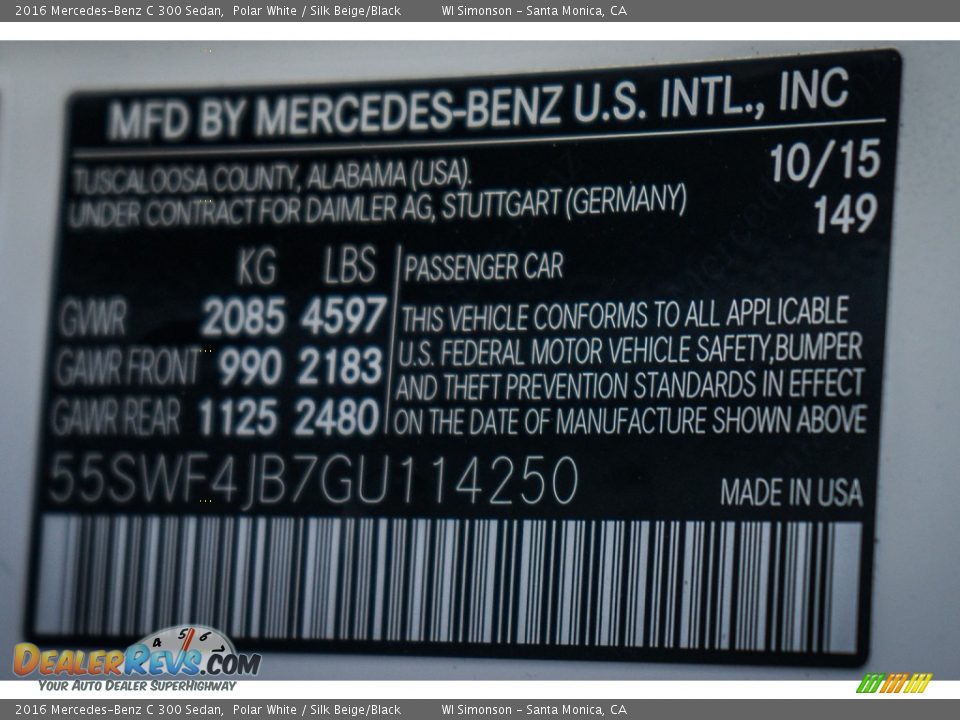 2016 Mercedes-Benz C 300 Sedan, Polar White / Silk Beige/Black WI Simonson - Santa Monica, CA
MFD BY MERCEDES-BENZ U.S. INTL., INC
TUSCALOOSA COUNTY, ALABAMA (USA). 10/15
UNDER CONTRACT FOR DAIMLER AG, STUTTGART (GERMANY) 149
KG LBS PASSENGER CAR
GVWR 2085 4597 THIS VEHICLE CONFORMS TO ALL APPLICABLE
GAWR FRONT 990 2183 U.S. FEDERAL MOTOR VEHICLE SAFETY, BUMPER
AND THEFT PREVENTION STANDARDS IN EFFECT
GAWR REAR 1125 2480 ON THE DATE OF MANUFACTURE SHOWN ABOVE
55SWF4JB7GU114250 MADE IN USA
4 5 6 7
DEALERREVS.COM
YOUR AUTO DEALER SUPERHIGHWAY
2016 Mercedes-Benz C 300 Sedan, Polar White / Silk Beige/Black WI Simonson - Santa Monica, CA